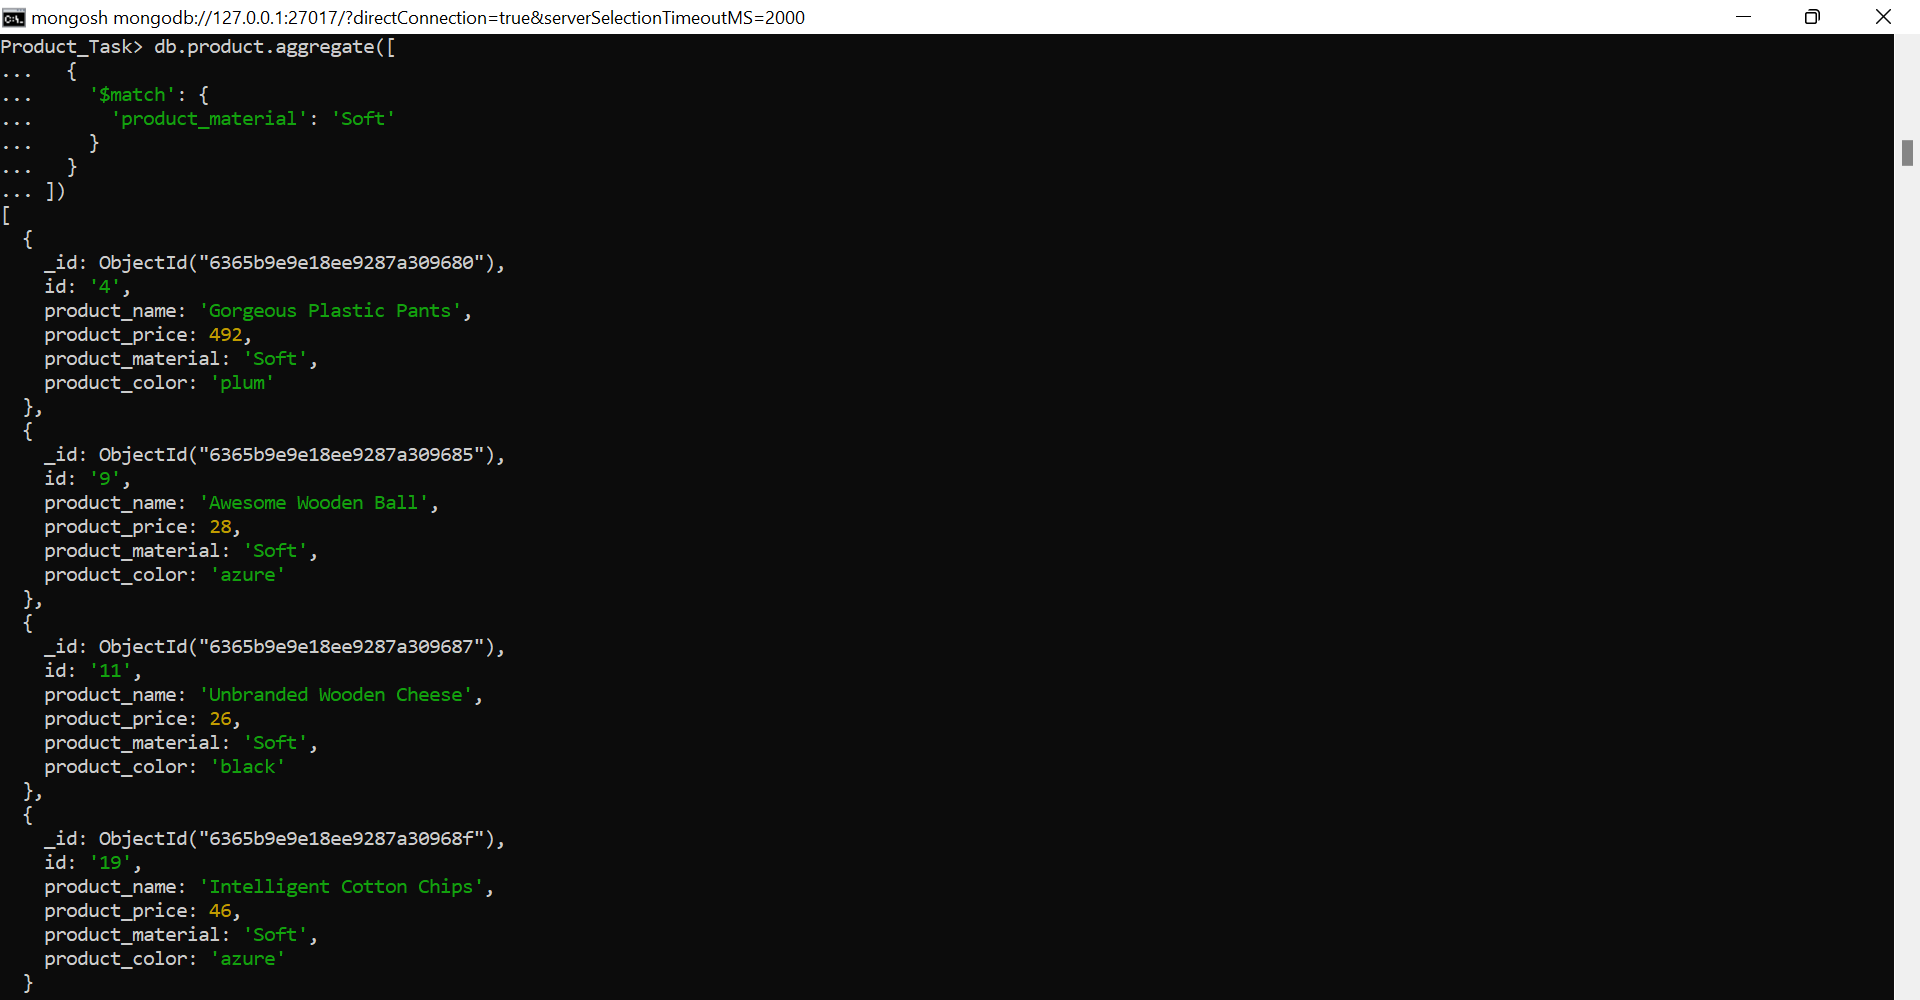 mongosh mongodb://127.0.0.1:27017/?directConnection=true&serverSelectionTimeoutMS=2000
Product_Task> db.product.aggregate([
...   {
...     '$match': {
...       'product_material': 'Soft'
...     }
...   }
... ])
[
  {
    _id: ObjectId("6365b9e9e18ee9287a309680"),
    id: '4',
    product_name: 'Gorgeous Plastic Pants',
    product_price: 492,
    product_material: 'Soft',
    product_color: 'plum'
  },
  {
    _id: ObjectId("6365b9e9e18ee9287a309685"),
    id: '9',
    product_name: 'Awesome Wooden Ball',
    product_price: 28,
    product_material: 'Soft',
    product_color: 'azure'
  },
  {
    _id: ObjectId("6365b9e9e18ee9287a309687"),
    id: '11',
    product_name: 'Unbranded Wooden Cheese',
    product_price: 26,
    product_material: 'Soft',
    product_color: 'black'
  },
  {
    _id: ObjectId("6365b9e9e18ee9287a30968f"),
    id: '19',
    product_name: 'Intelligent Cotton Chips',
    product_price: 46,
    product_material: 'Soft',
    product_color: 'azure'
  }